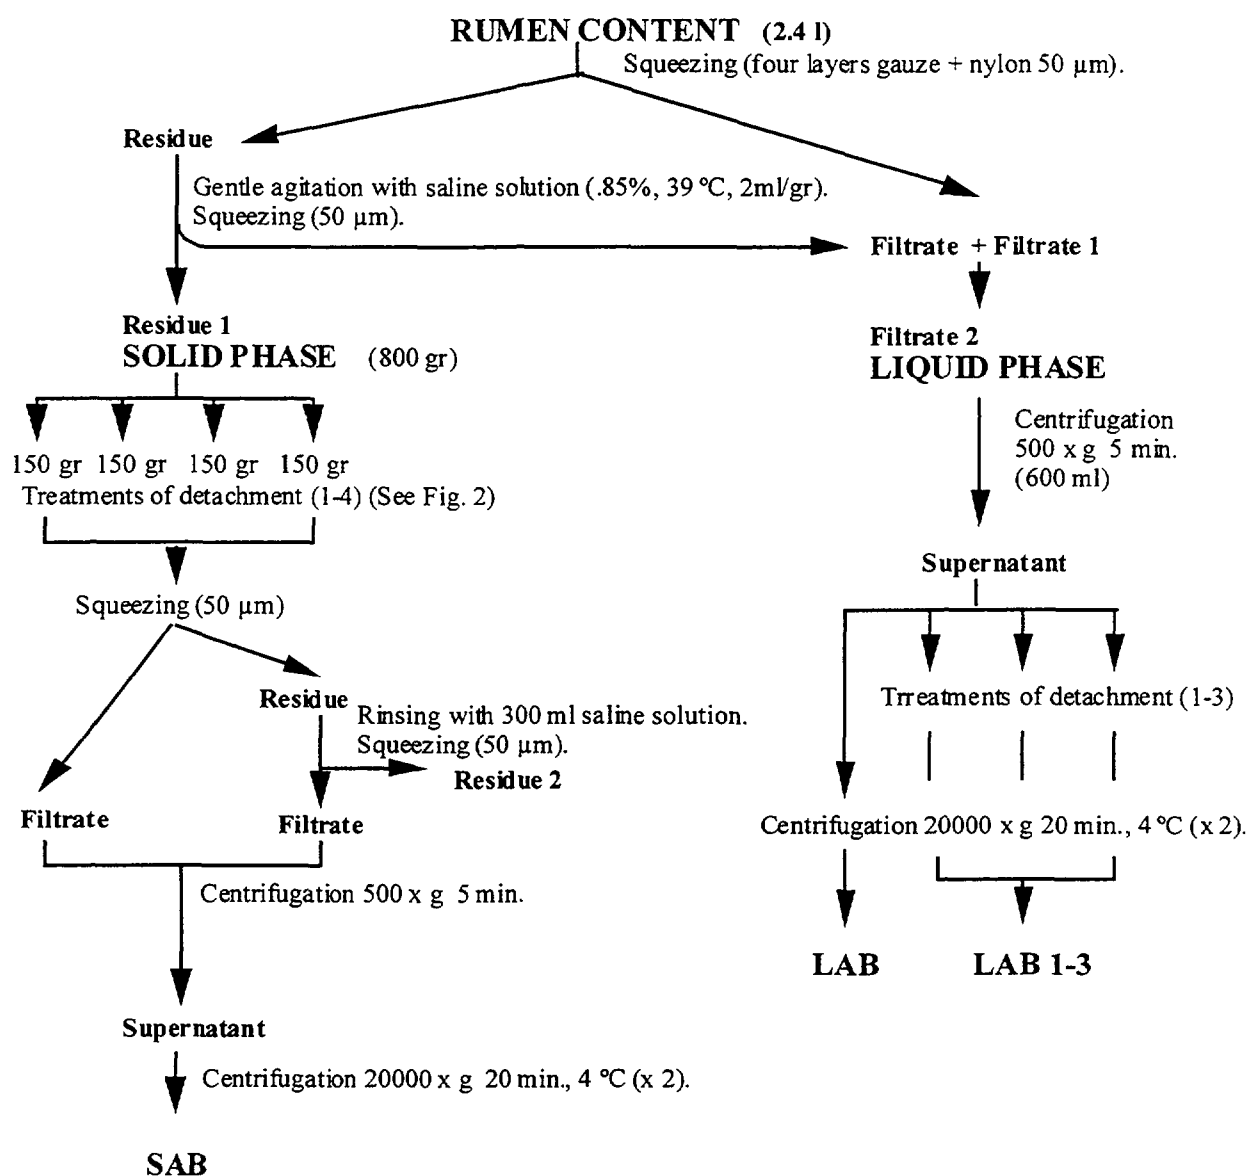 RUMEN CONTENT (2.4 l)
Squeezing (four layers gauze + nylon 50 µm).
Residue
Gentle agitation with saline solution (.85%, 39 ºC, 2ml/gr).
Squeezing (50 µm).
Filtrate + Filtrate 1
Residue 1
SOLID PHASE (800 gr)
Filtrate 2
LIQUID PHASE
Centrifugation
500 x g 5 min.
(600 ml)
150 gr 150 gr 150 gr 150 gr
Treatments of detachment (1-4) (See Fig. 2)
Supernatant
Squeezing (50 µm)
Trreatments of detachment (1-3)
Residue
Rinsing with 300 ml saline solution.
Squeezing (50 µm).
Residue 2
Filtrate
Filtrate
Centrifugation 20000 x g 20 min., 4 ºC (x 2).
Centrifugation 500 x g 5 min.
LAB
LAB 1-3
Supernatant
Centrifugation 20000 x g 20 min., 4 ºC (x 2).
SAB